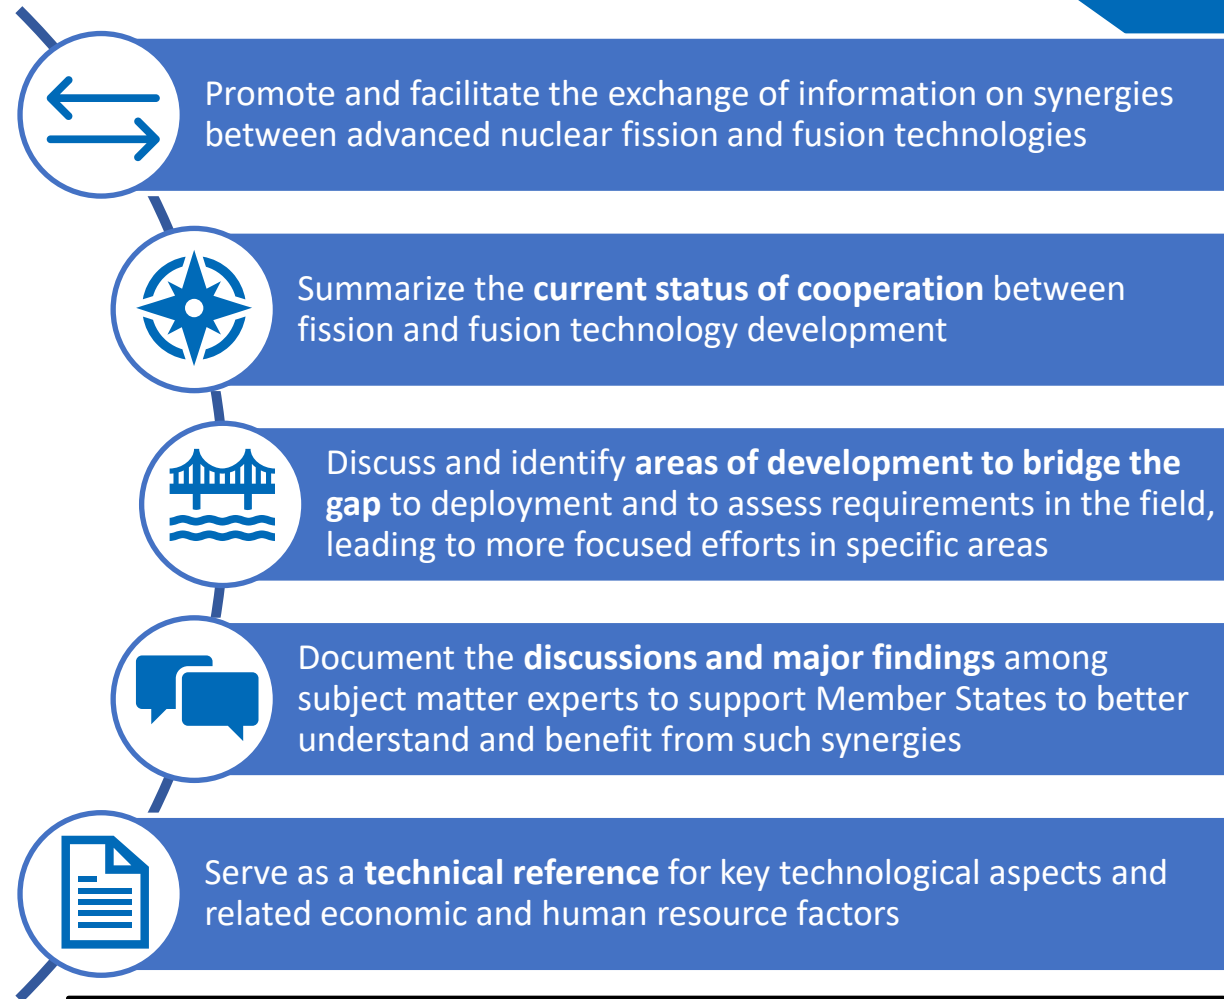 Promote and facilitate the exchange of information on synergies
between advanced nuclear fission and fusion technologies
Summarize the current status of cooperation between
fission and fusion technology development
Discuss and identify areas of development to bridge the
gap to deployment and to assess requirements in the field,
leading to more focused efforts in specific areas
Document the discussions and major findings among
subject matter experts to support Member States to better
understand and benefit from such synergies
Serve as a technical reference for key technological aspects and
related economic and human resource factors